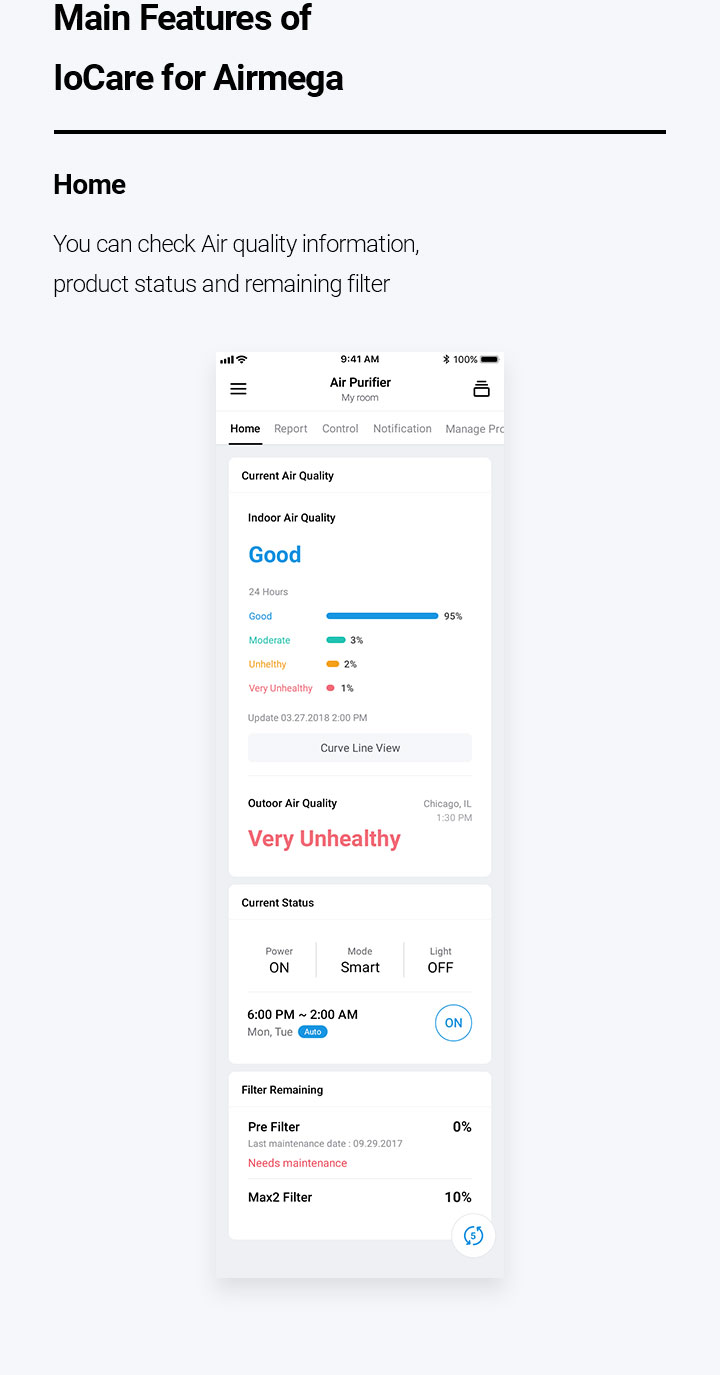 Main Features of
IoCare for Airmega
Home
You can check Air quality information,
product status and remaining filter
9:41 AM
100%
Air Purifier
My room
Home Report Control Notification Manage Pro
Current Air Quality
Indoor Air Quality
Good
24 Hours
Good 95%
Moderate 3%
Unhelthy 2%
Very Unhealthy 1%
Update 03.27.2018 2:00 PM
Curve Line View
Outoor Air Quality Chicago, IL
1:30 PM
Very Unhealthy
Current Status
Power Mode Light
ON Smart OFF
6:00 PM ~ 2:00 AM
Mon, Tue Auto
ON
Filter Remaining
Pre Filter 0%
Last maintenance date : 09.29.2017
Needs maintenance
Max2 Filter 10%
5